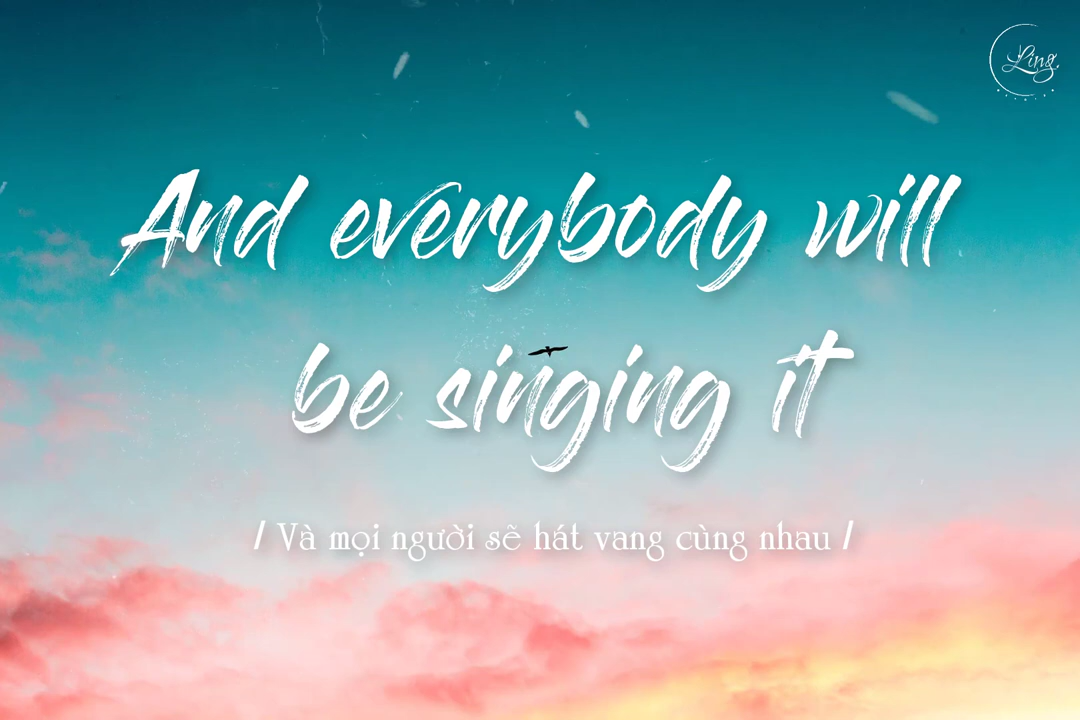 Ling.
And everybody will
be singing it
/ Và mọi người sẽ hát vang cùng nhau /